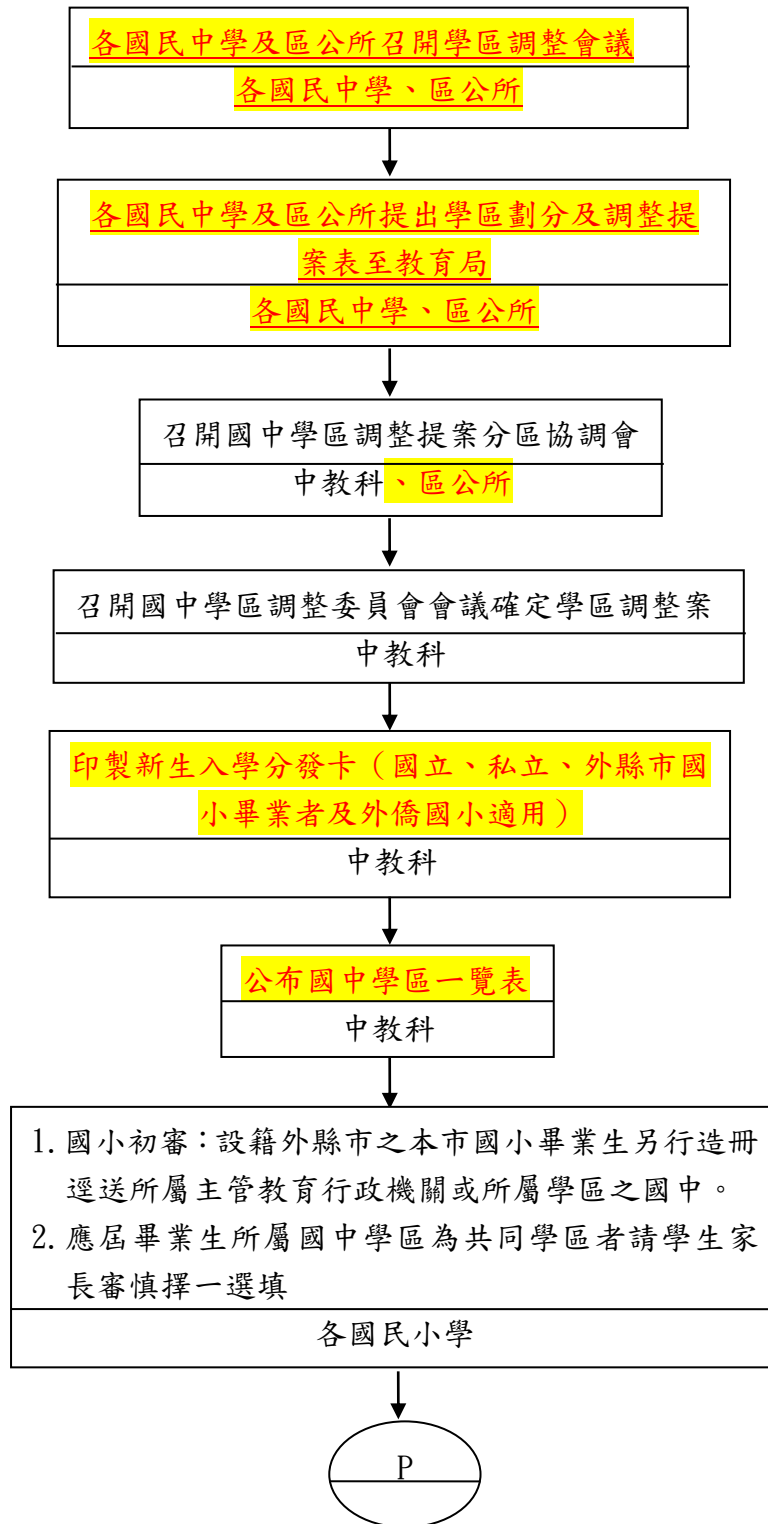 各國民中學及區公所召開學區調整會議
各國民中學、區公所
各國民中學及區公所提出學區劃分及調整提
案表至教育局
各國民中學、區公所
召開國中學區調整提案分區協調會
中教科、區公所
召開國中學區調整委員會會議確定學區調整案
中教科
印製新生入學分發卡（國立、私立、外縣市國
小畢業者及外僑國小適用）
中教科
公布國中學區一覽表
中教科
1. 國小初審：設籍外縣市之本市國小畢業生另行造冊
逕送所屬主管教育行政機關或所屬學區之國中。
2. 應屆畢業生所屬國中學區為共同學區者請學生家
長審慎擇一選填
各國民小學
P